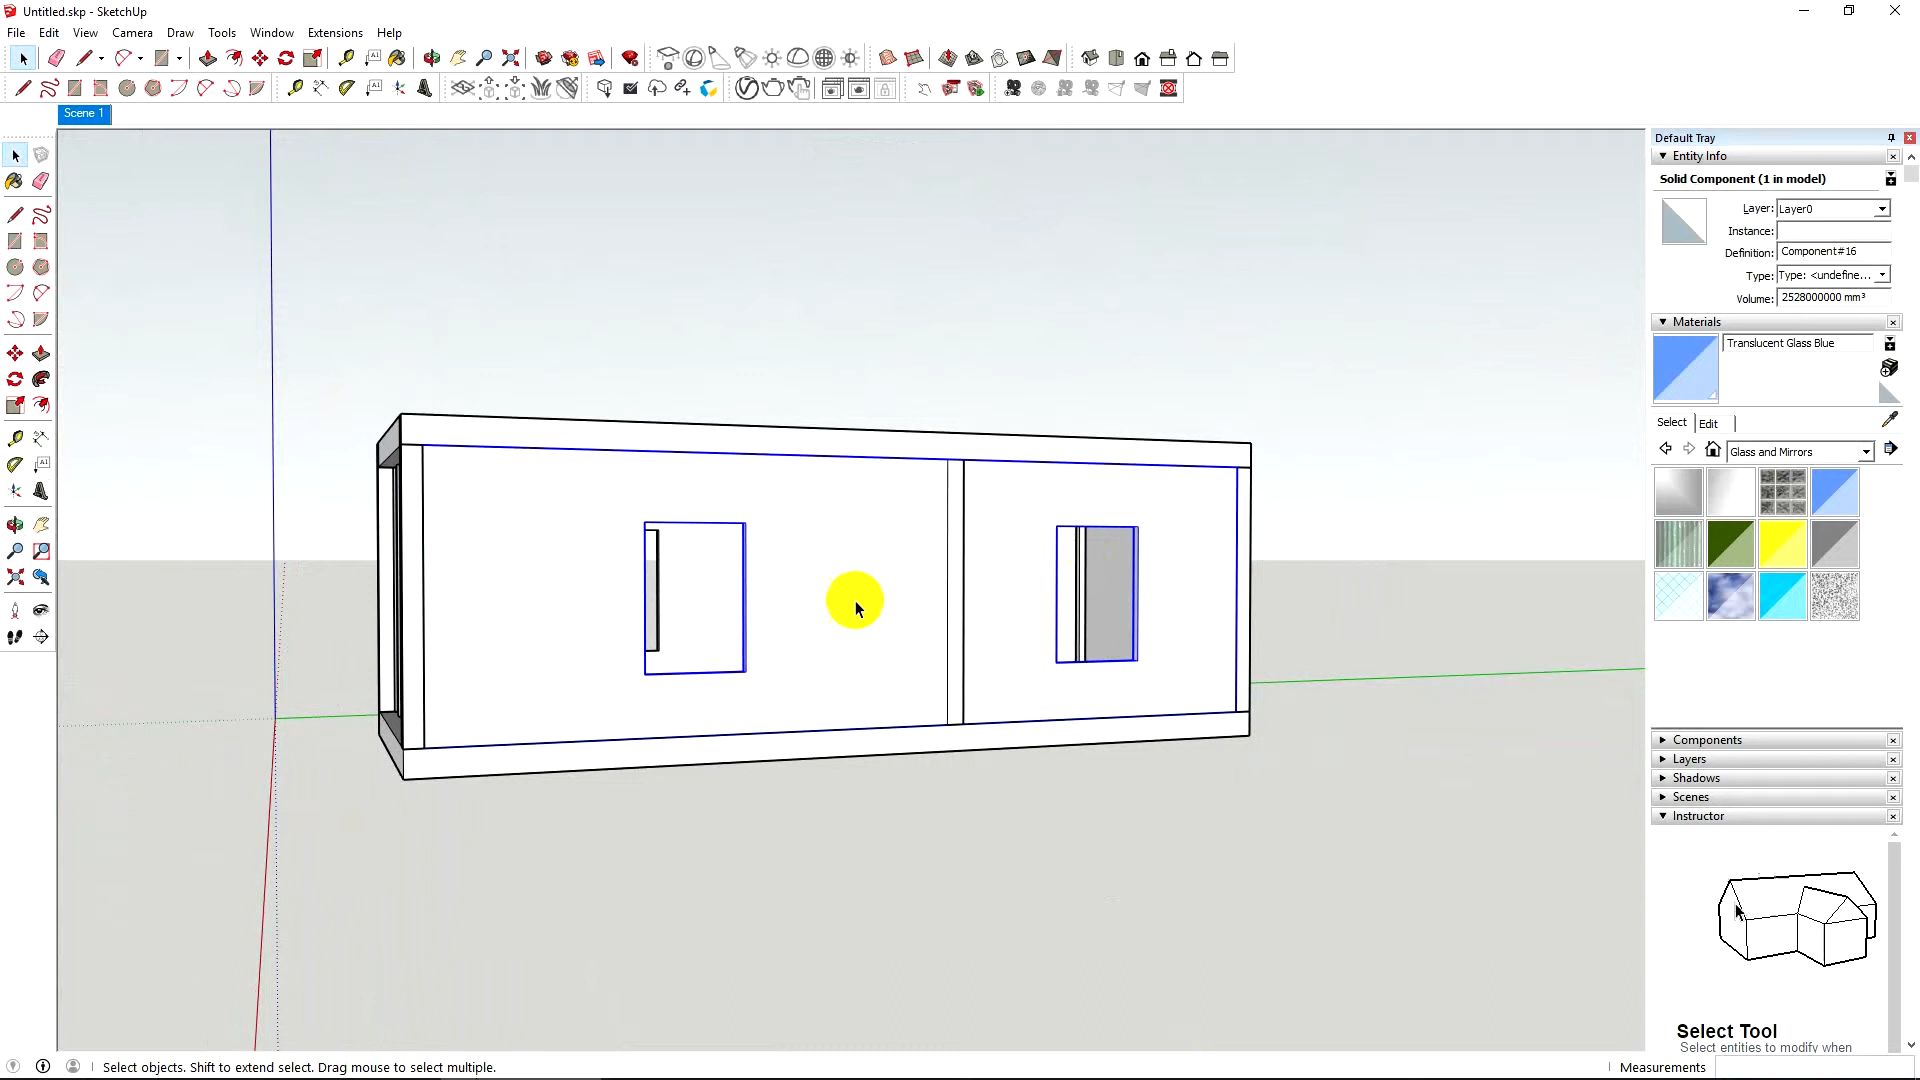 Untitled.skp - SketchUp
File Edit View Camera Draw Tools Window Extensions Help
Scene 1
Default Tray
Entity Info
Solid Component (1 in model)
Layer: Layer0
Instance:
Definition: Component#16
Type: Type: <undefine...
Volume: 2528000000 mm³
Materials
Translucent Glass Blue
Select Edit
Glass and Mirrors
Components
Layers
Shadows
Scenes
Instructor
Select Tool
Select entities to modify when
Select objects. Shift to extend select. Drag mouse to select multiple.
Measurements